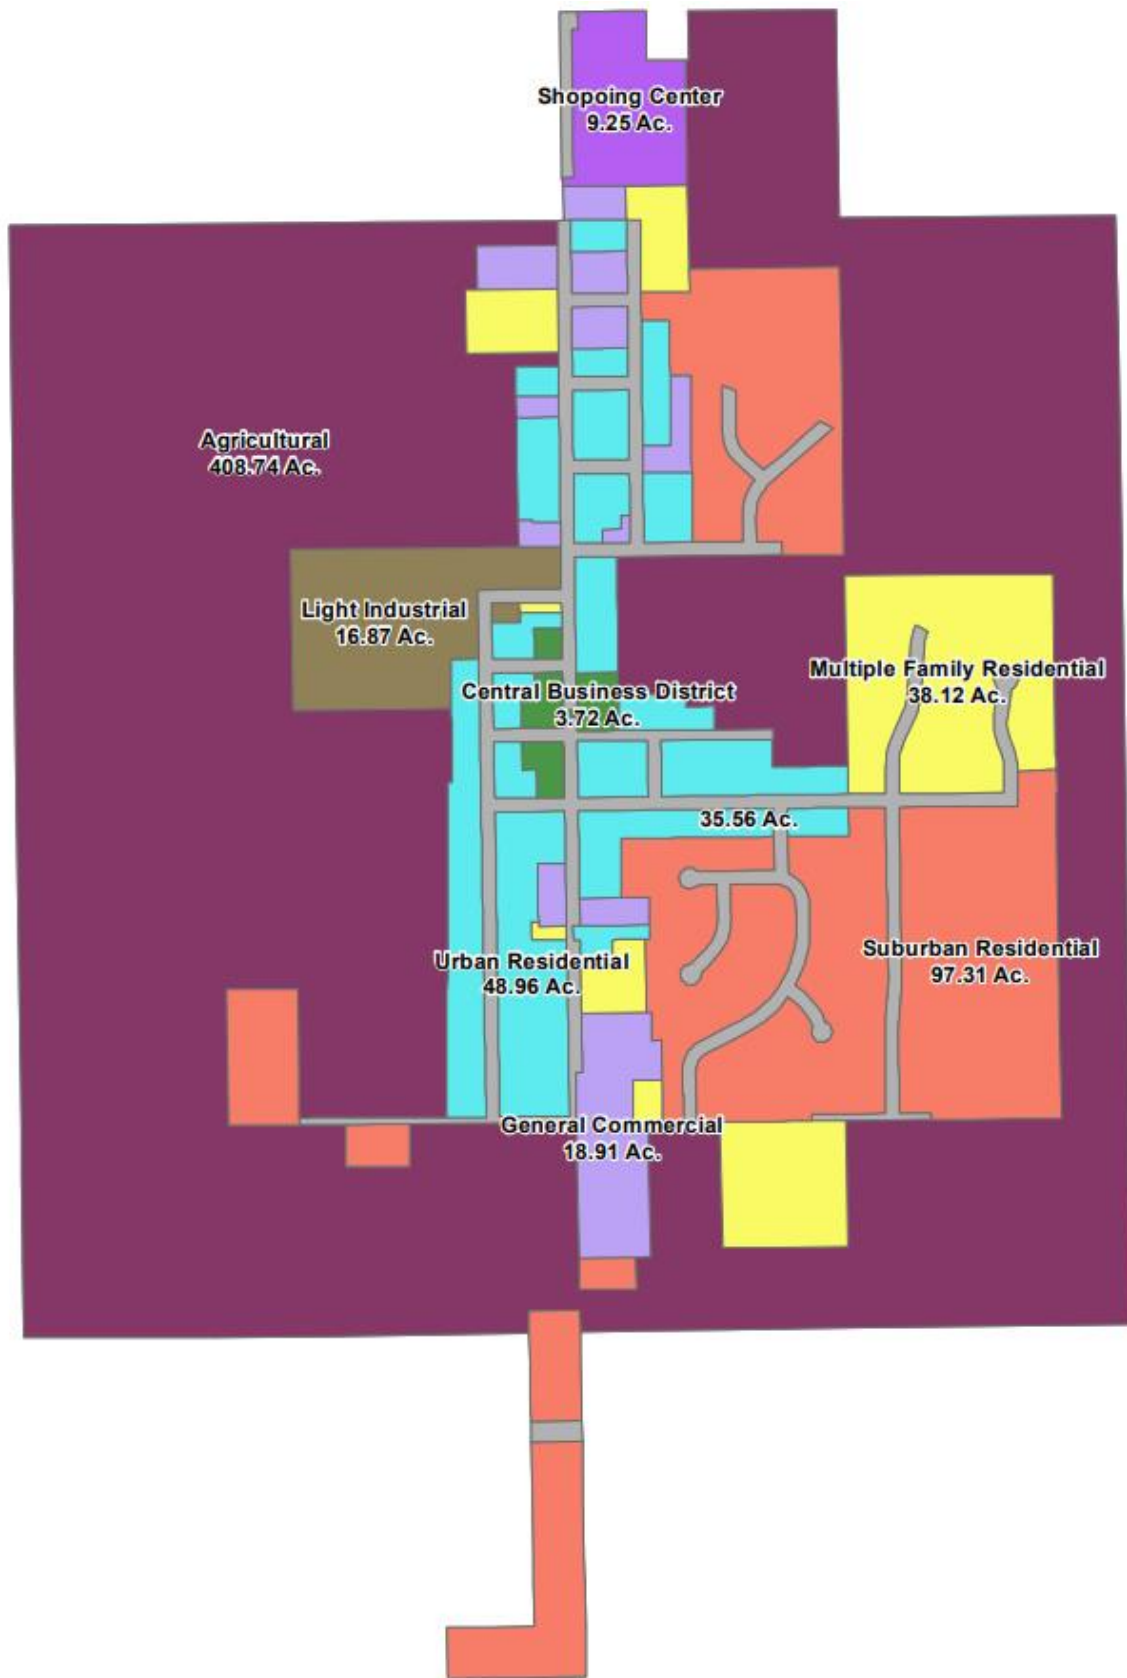 Shopoing Center
9.25 Ac.
Agricultural
408.74 Ac.
Light Industrial
16.87 Ac.
Multiple Family Residential
38.12 Ac.
Central Business District
3.72 Ac.
35.56 Ac.
Urban Residential
48.96 Ac.
Suburban Residential
97.31 Ac.
General Commercial
18.91 Ac.